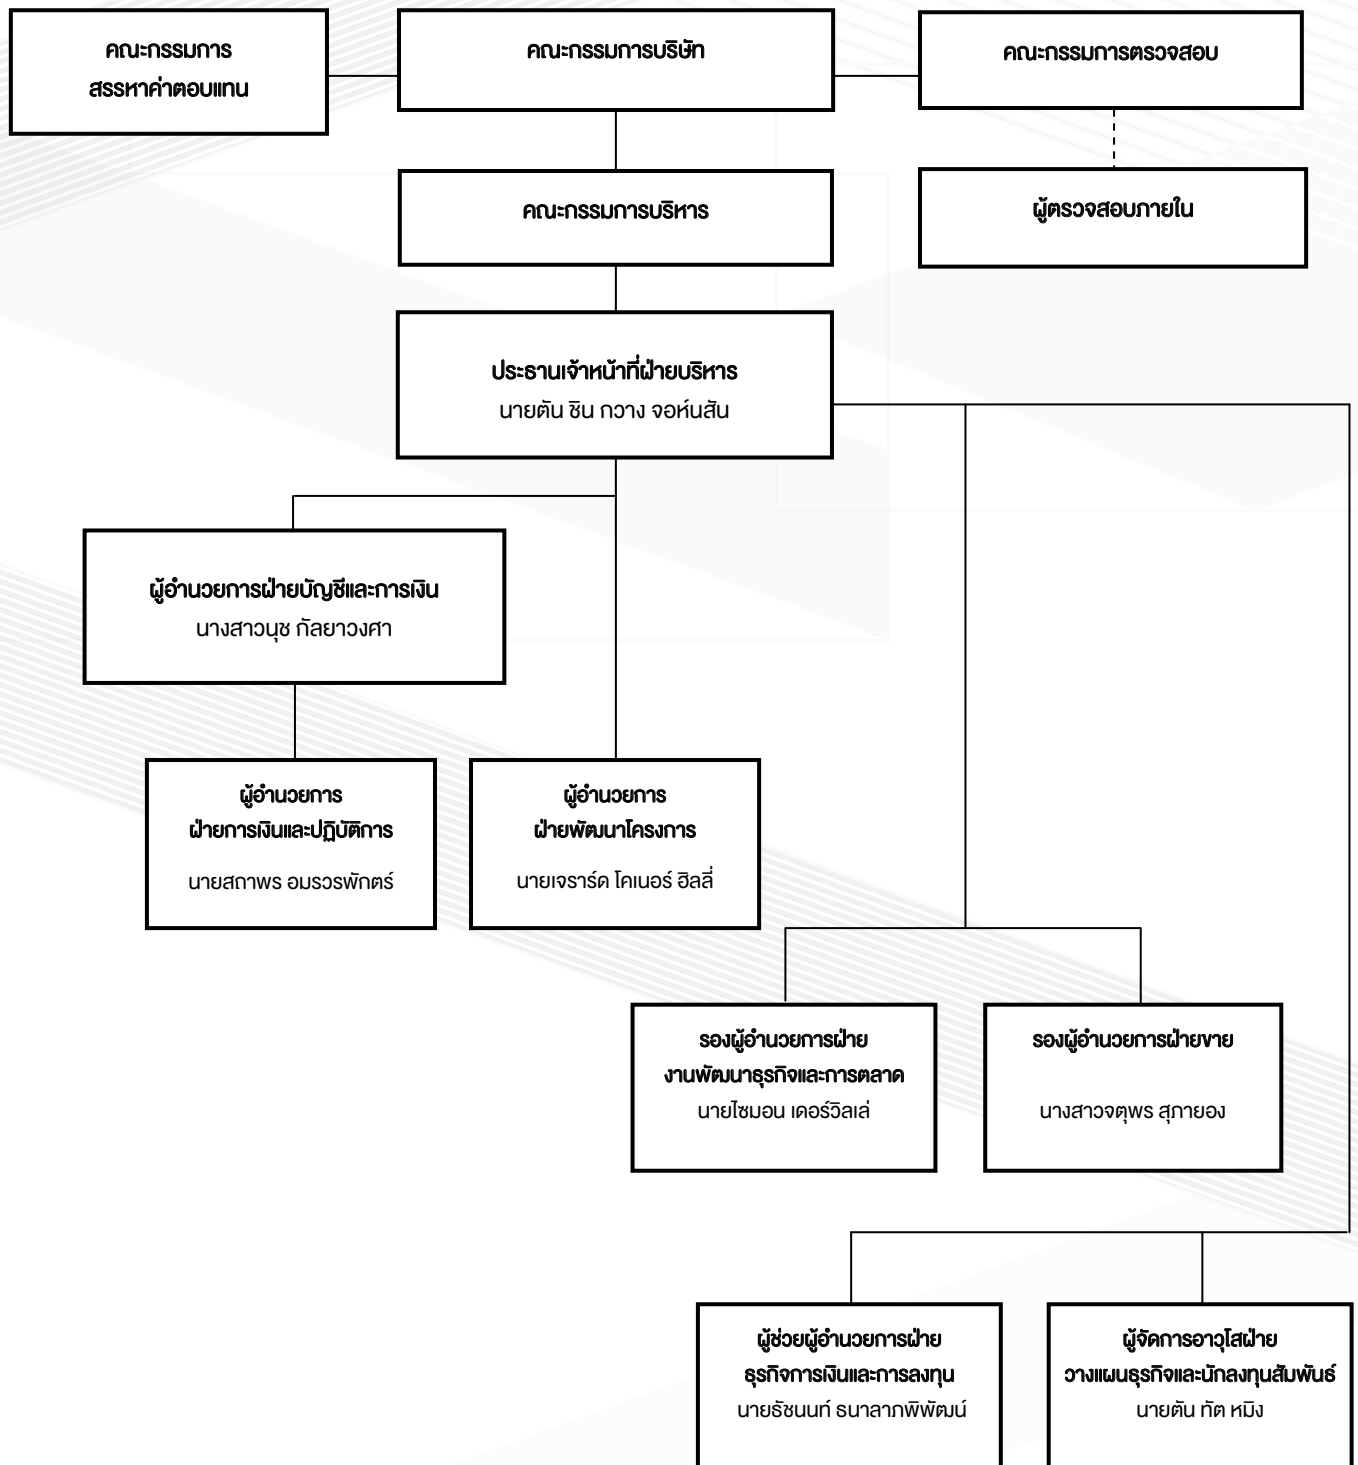 คณะกรรมการ
สรรหาค่าตอบแทน
คณะกรรมการบริษัท
คณะกรรมการตรวจสอบ
คณะกรรมการบริหาร
ผู้ตรวจสอบภายใน
ประธานเจ้าหน้าที่ฝ่ายบริหาร
นายตัน ชิน กวาง จอห์นสัน
ผู้อำนวยการฝ่ายบัญชีและการเงิน
นางสาวนุช กัลยาวงศา
ผู้อำนวยการ
ฝ่ายการเงินและปฏิบัติการ
นายสถาพร อมรวรพักตร์
ผู้อำนวยการ
ฝ่ายพัฒนาโครงการ
นายเจราร์ด โคเนอร์ ฮิลลี่
รองผู้อำนวยการฝ่าย
งานพัฒนาธุรกิจและการตลาด
นายไซมอน เดอร์วิลเล่
รองผู้อำนวยการฝ่ายขาย
นางสาวจตุพร สุภายอง
ผู้ช่วยผู้อำนวยการฝ่าย
ธุรกิจการเงินและการลงทุน
นายธัชนนท์ ธนาลาภพิพัฒน์
ผู้จัดการอาวุโสฝ่าย
วางแผนธุรกิจและนักลงทุนสัมพันธ์
นายตัน ทัต หมิง